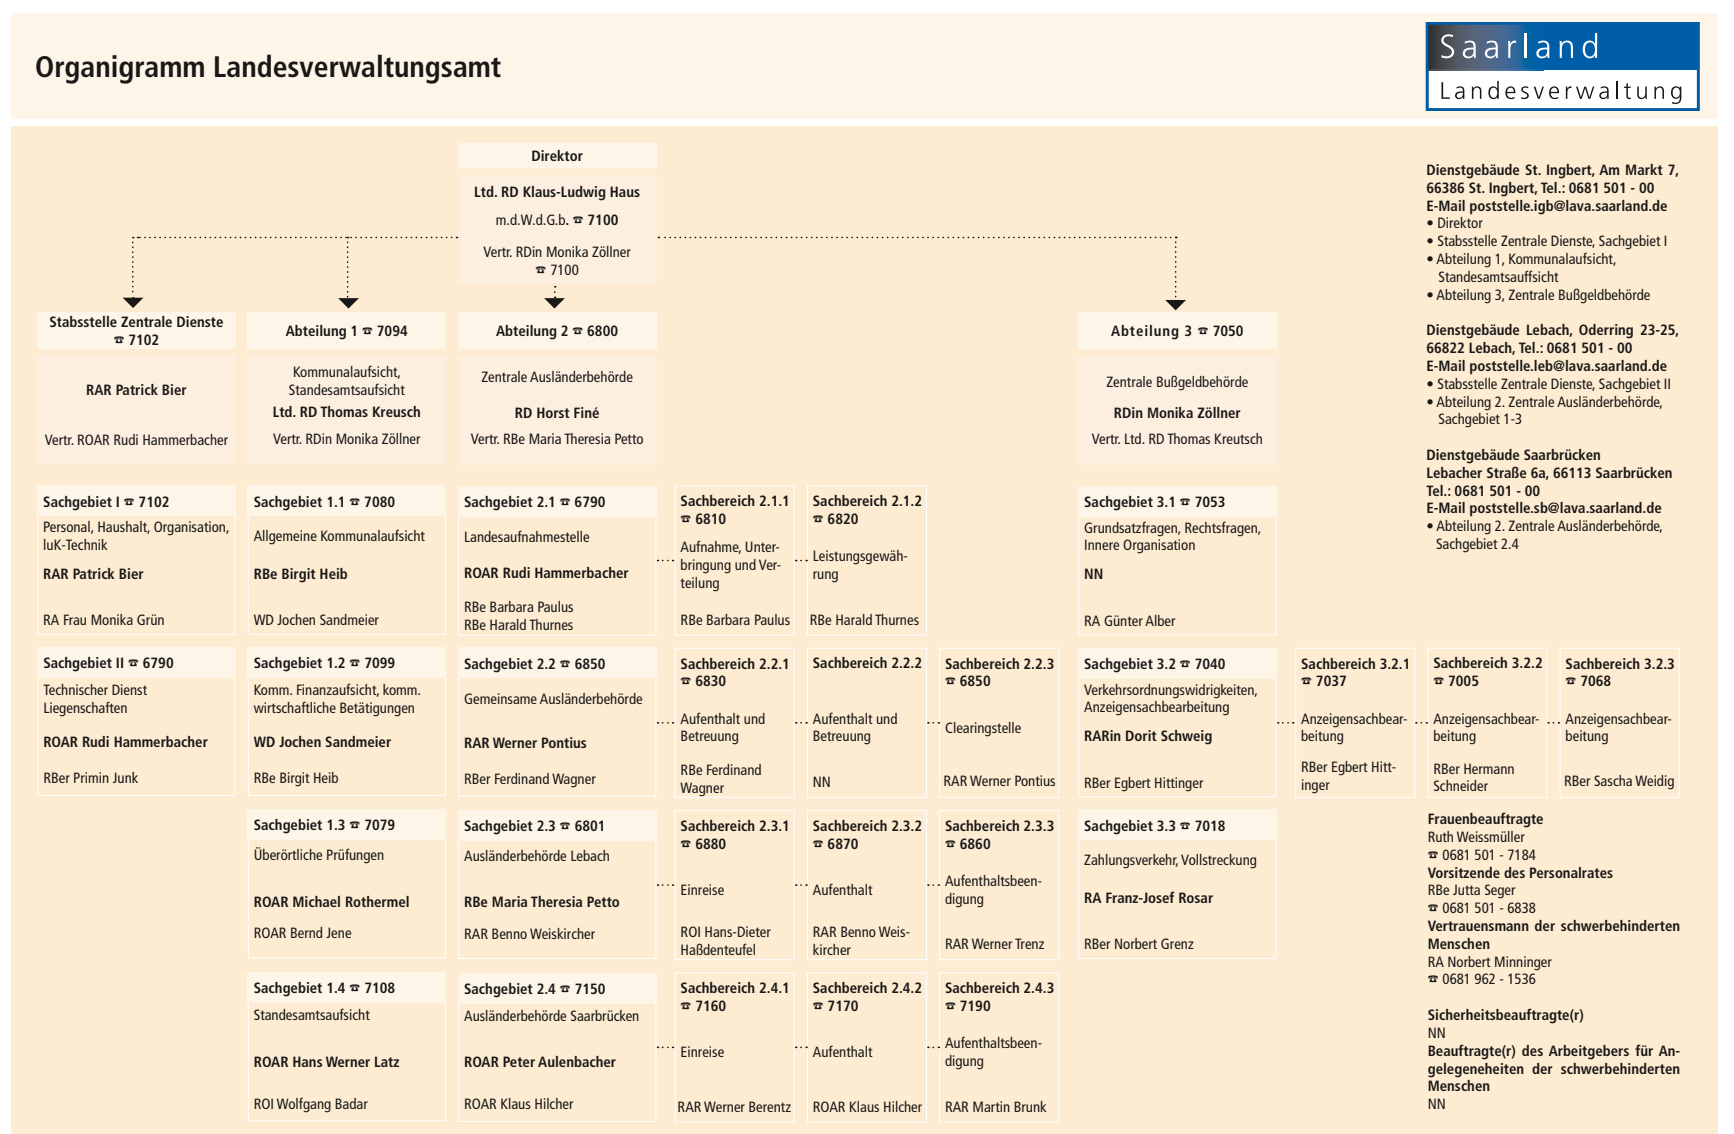 Organigramm Landesverwaltungsamt
Saarland
Landesverwaltung
Direktor
Ltd. RD Klaus-Ludwig Haus
m.d.W.d.G.b. ☎ 7100
Vertr. RDin Monika Zöllner
☎ 7100
Stabsstelle Zentrale Dienste
☎ 7102
RAR Patrick Bier
Vertr. ROAR Rudi Hammerbacher
Abteilung 1 ☎ 7094
Kommunalaufsicht,
Standesamtsaufsicht
Ltd. RD Thomas Kreusch
Vertr. RDin Monika Zöllner
Abteilung 2 ☎ 6800
Zentrale Ausländerbehörde
RD Horst Finé
Vertr. RBe Maria Theresia Petto
Abteilung 3 ☎ 7050
Zentrale Bußgeldbehörde
RDin Monika Zöllner
Vertr. Ltd. RD Thomas Kreutsch
Sachgebiet I ☎ 7102
Personal, Haushalt, Organisation,
IuK-Technik
RAR Patrick Bier
RA Frau Monika Grün
Sachgebiet 1.1 ☎ 7080
Allgemeine Kommunalaufsicht
RBe Birgit Heib
WD Jochen Sandmeier
Sachgebiet 2.1 ☎ 6790
Landesaufnahmestelle
ROAR Rudi Hammerbacher
RBe Barbara Paulus
RBe Harald Thurnes
Sachbereich 2.1.1
☎ 6810
Aufnahme, Unter-
bringung und Ver-
teilung
RBe Barbara Paulus
Sachbereich 2.1.2
☎ 6820
Leistungsgewäh-
rung
RBe Harald Thurnes
Sachgebiet 3.1 ☎ 7053
Grundsatzfragen, Rechtsfragen,
Innere Organisation
NN
RA Günter Alber
Sachgebiet II ☎ 6790
Technischer Dienst
Liegenschaften
ROAR Rudi Hammerbacher
RBer Primin Junk
Sachgebiet 1.2 ☎ 7099
Komm. Finanzaufsicht, komm.
wirtschaftliche Betätigungen
WD Jochen Sandmeier
RBe Birgit Heib
Sachgebiet 2.2 ☎ 6850
Gemeinsame Ausländerbehörde
RAR Werner Pontius
RBer Ferdinand Wagner
Sachbereich 2.2.1
☎ 6830
Aufenthalt und
Betreuung
RBe Ferdinand
Wagner
Sachbereich 2.2.2
Aufenthalt und
Betreuung
NN
Sachbereich 2.2.3
☎ 6850
Clearingstelle
RAR Werner Pontius
Sachgebiet 3.2 ☎ 7040
Verkehrsordnungswidrigkeiten,
Anzeigensachbearbeitung
RARin Dorit Schweig
RBer Egbert Hittinger
Sachbereich 3.2.1
☎ 7037
Anzeigensachbear-
beitung
RBer Egbert Hitt-
inger
Sachbereich 3.2.2
☎ 7005
Anzeigensachbear-
beitung
RBer Hermann
Schneider
Sachbereich 3.2.3
☎ 7068
Anzeigensachbear-
beitung
RBer Sascha Weidig
Sachgebiet 1.3 ☎ 7079
Überörtliche Prüfungen
ROAR Michael Rothermel
ROAR Bernd Jene
Sachgebiet 2.3 ☎ 6801
Ausländerbehörde Lebach
RBe Maria Theresia Petto
RAR Benno Weiskircher
Sachbereich 2.3.1
☎ 6880
Einreise
ROI Hans-Dieter
Haßdenteufel
Sachbereich 2.3.2
☎ 6870
Aufenthalt
RAR Benno Weis-
kircher
Sachbereich 2.3.3
☎ 6860
Aufenthaltsbeen-
digung
RAR Werner Trenz
Sachgebiet 3.3 ☎ 7018
Zahlungsverkehr, Vollstreckung
RA Franz-Josef Rosar
RBer Norbert Grenz
Sachgebiet 1.4 ☎ 7108
Standesamtsaufsicht
ROAR Hans Werner Latz
ROI Wolfgang Badar
Sachgebiet 2.4 ☎ 7150
Ausländerbehörde Saarbrücken
ROAR Peter Aulenbacher
ROAR Klaus Hilcher
Sachbereich 2.4.1
☎ 7160
Einreise
RAR Werner Berentz
Sachbereich 2.4.2
☎ 7170
Aufenthalt
ROAR Klaus Hilcher
Sachbereich 2.4.3
☎ 7190
Aufenthaltsbeen-
digung
RAR Martin Brunk
Dienstgebäude St. Ingbert, Am Markt 7,
66386 St. Ingbert, Tel.: 0681 501 - 00
E-Mail poststelle.igb@lava.saarland.de
• Direktor
• Stabsstelle Zentrale Dienste, Sachgebiet I
• Abteilung 1, Kommunalaufsicht,
Standesamtsauffsicht
• Abteilung 3, Zentrale Bußgeldbehörde
Dienstgebäude Lebach, Oderring 23-25,
66822 Lebach, Tel.: 0681 501 - 00
E-Mail poststelle.leb@lava.saarland.de
• Stabsstelle Zentrale Dienste, Sachgebiet II
• Abteilung 2. Zentrale Ausländerbehörde,
Sachgebiet 1-3
Dienstgebäude Saarbrücken
Lebacher Straße 6a, 66113 Saarbrücken
Tel.: 0681 501 - 00
E-Mail poststelle.sb@lava.saarland.de
• Abteilung 2. Zentrale Ausländerbehörde,
Sachgebiet 2.4
Frauenbeauftragte
Ruth Weissmüller
☎ 0681 501 - 7184
Vorsitzende des Personalrates
RBe Jutta Seger
☎ 0681 501 - 6838
Vertrauensmann der schwerbehinderten
Menschen
RA Norbert Minninger
☎ 0681 962 - 1536
Sicherheitsbeauftragte(r)
NN
Beauftragte(r) des Arbeitgebers für An-
gelegeneheiten der schwerbehinderten
Menschen
NN